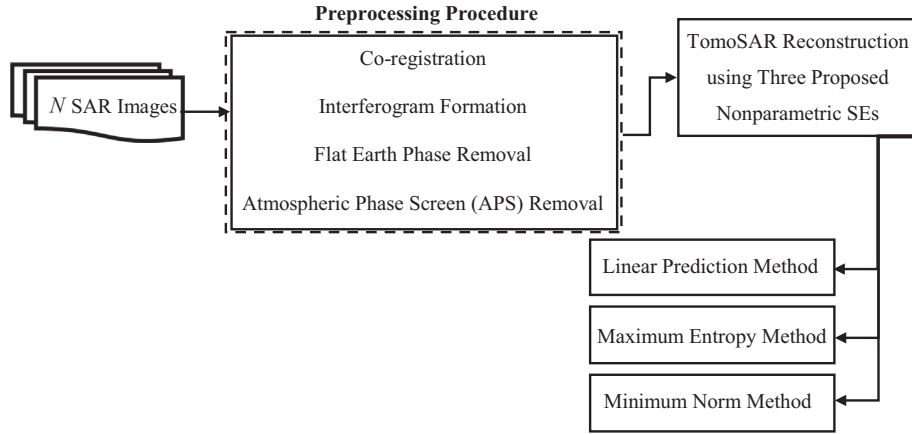 Preprocessing Procedure
N SAR Images
Co-registration
Interferogram Formation
Flat Earth Phase Removal
Atmospheric Phase Screen (APS) Removal
TomoSAR Reconstruction
using Three Proposed
Nonparametric SEs
Linear Prediction Method
Maximum Entropy Method
Minimum Norm Method